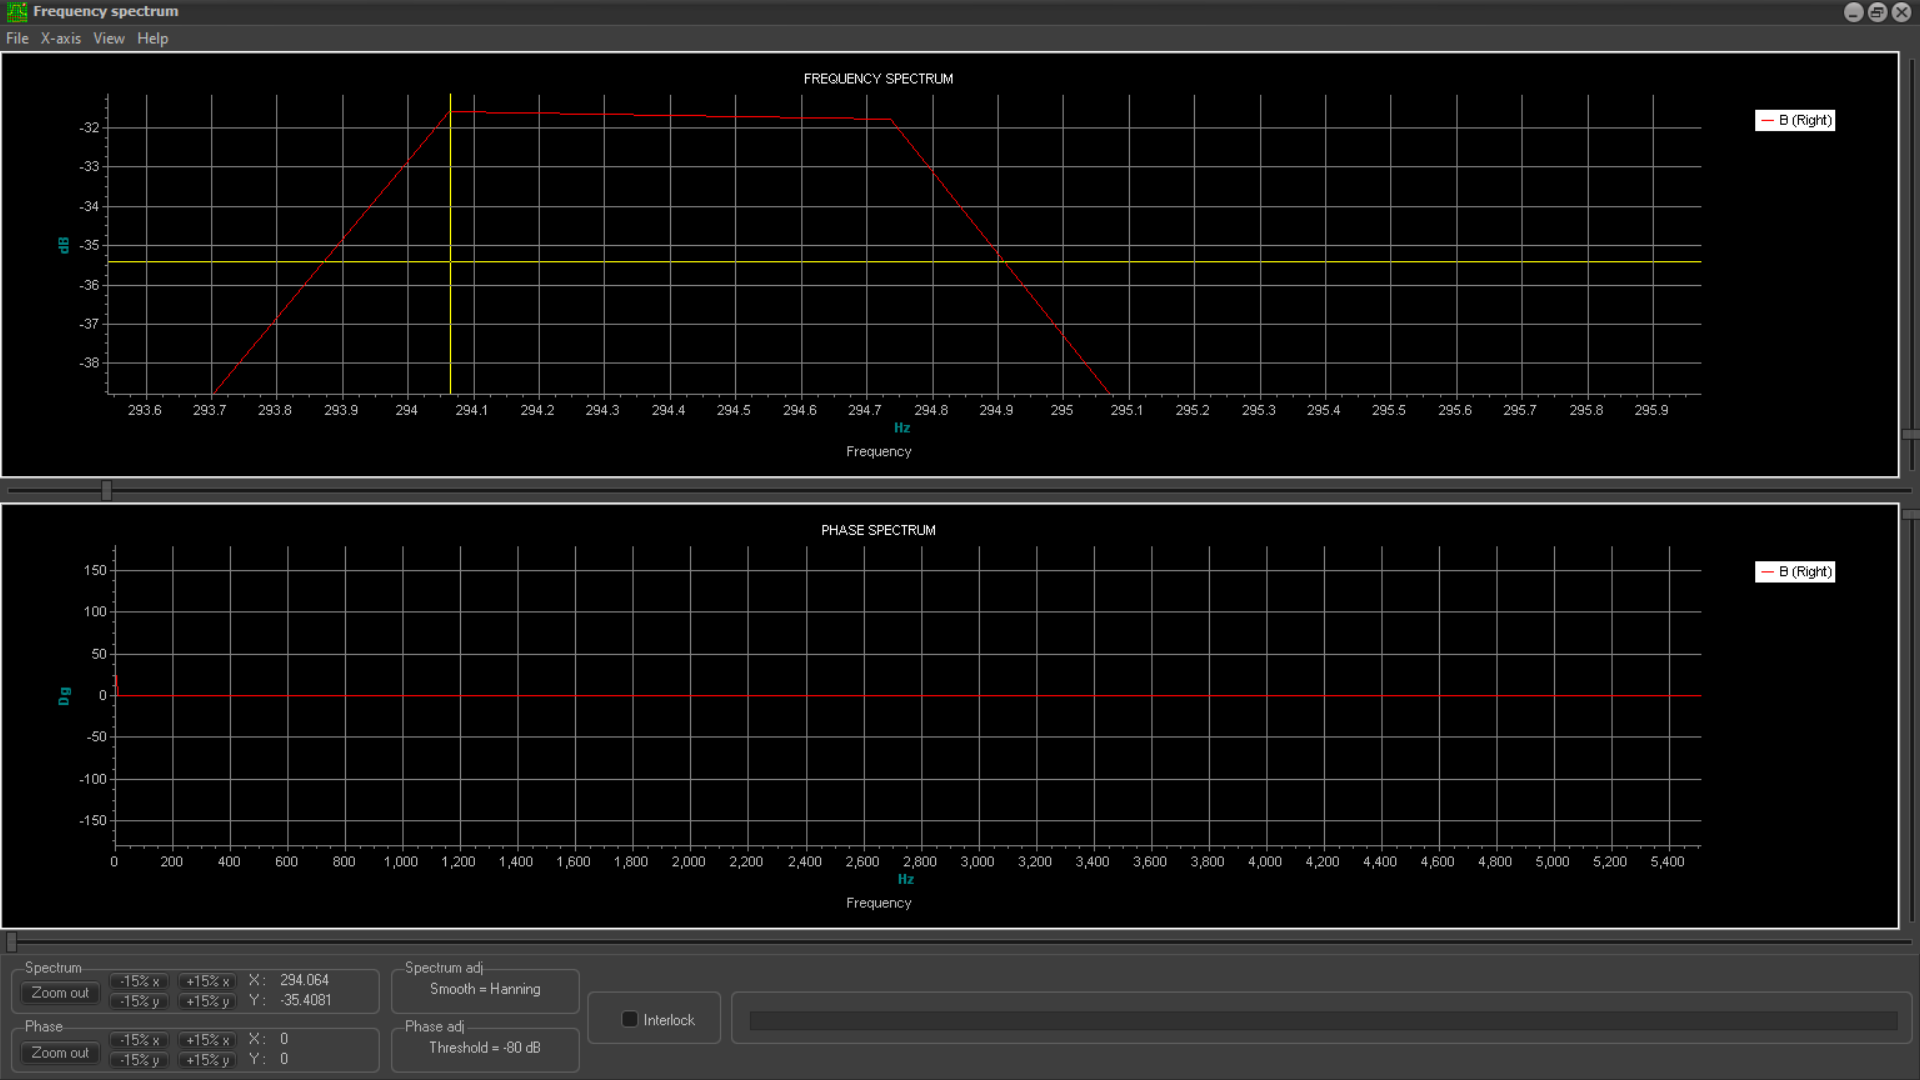 Frequency spectrum
File X-axis View Help
FREQUENCY SPECTRUM
B (Right)
-32
-33
-34
-35
-36
-37
-38
dB
293.6 293.7 293.8 293.9 294 294.1 294.2 294.3 294.4 294.5 294.6 294.7 294.8 294.9 295 295.1 295.2 295.3 295.4 295.5 295.6 295.7 295.8 295.9
Hz
Frequency
PHASE SPECTRUM
B (Right)
150
100
50
0
-50
-100
-150
Dg
0 200 400 600 800 1,000 1,200 1,400 1,600 1,800 2,000 2,200 2,400 2,600 2,800 3,000 3,200 3,400 3,600 3,800 4,000 4,200 4,400 4,600 4,800 5,000 5,200 5,400
Hz
Frequency
Spectrum
Zoom out -15% x +15% x X: 294.064
-15% y +15% y Y: -35.4081
Spectrum adj
Smooth = Hanning
Phase
Zoom out -15% x +15% x X: 0
-15% y +15% y Y: 0
Phase adj
Threshold = -80 dB
Interlock